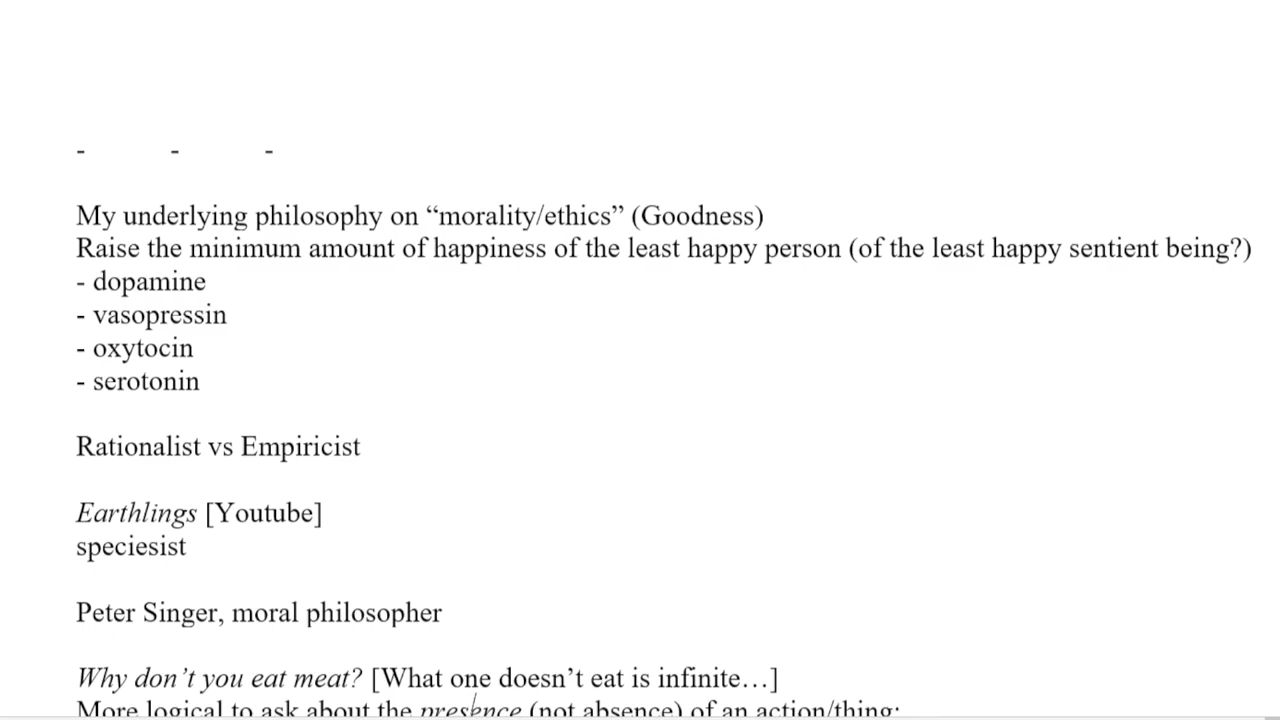 - - -
My underlying philosophy on “morality/ethics” (Goodness)
Raise the minimum amount of happiness of the least happy person (of the least happy sentient being?)
- dopamine
- vasopressin
- oxytocin
- serotonin
Rationalist vs Empiricist
Earthlings [Youtube]
speciesist
Peter Singer, moral philosopher
Why don’t you eat meat? [What one doesn’t eat is infinite…]
More logical to ask about the presence (not absence) of an action/thing: